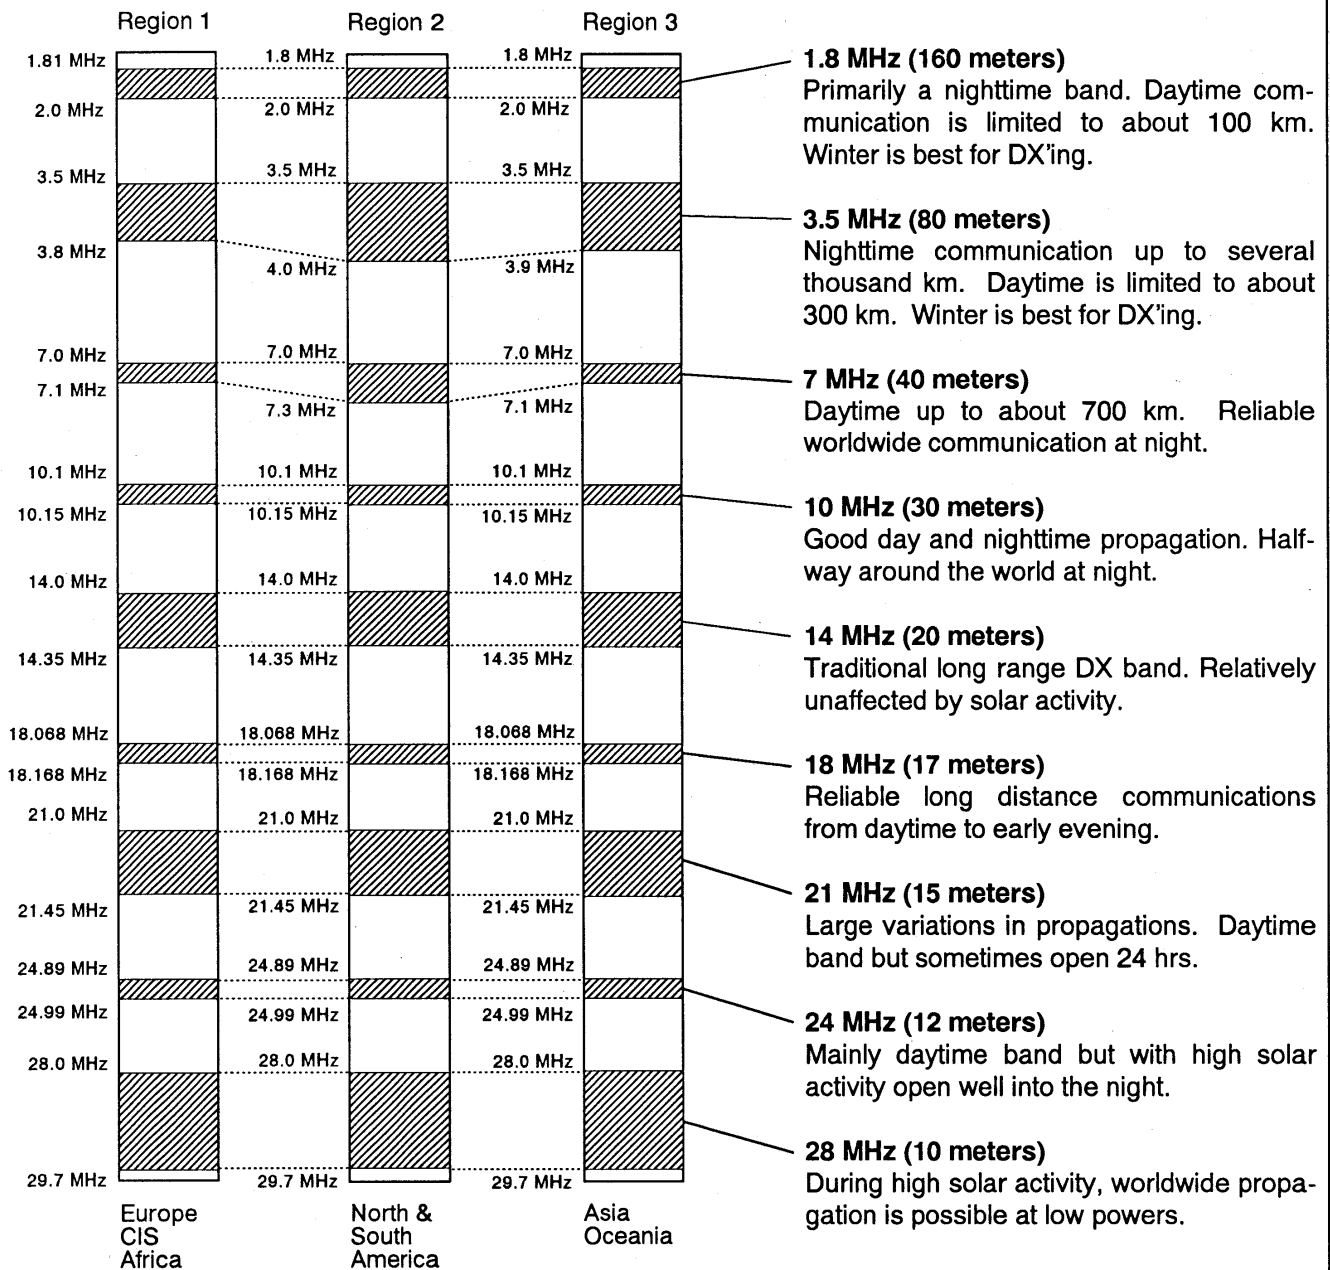 Region 1 Region 2 Region 3
1.81 MHz 1.8 MHz 1.8 MHz
2.0 MHz 2.0 MHz 2.0 MHz
3.5 MHz 3.5 MHz 3.5 MHz
3.8 MHz 4.0 MHz 3.9 MHz
7.0 MHz 7.0 MHz 7.0 MHz
7.1 MHz 7.3 MHz 7.1 MHz
10.1 MHz 10.1 MHz 10.1 MHz
10.15 MHz 10.15 MHz 10.15 MHz
14.0 MHz 14.0 MHz 14.0 MHz
14.35 MHz 14.35 MHz 14.35 MHz
18.068 MHz 18.068 MHz 18.068 MHz
18.168 MHz 18.168 MHz 18.168 MHz
21.0 MHz 21.0 MHz 21.0 MHz
21.45 MHz 21.45 MHz 21.45 MHz
24.89 MHz 24.89 MHz 24.89 MHz
24.99 MHz 24.99 MHz 24.99 MHz
28.0 MHz 28.0 MHz 28.0 MHz
29.7 MHz 29.7 MHz 29.7 MHz
Europe
CIS
Africa
North &
South
America
Asia
Oceania
1.8 MHz (160 meters)
Primarily a nighttime band. Daytime com-
munication is limited to about 100 km.
Winter is best for DX'ing.
3.5 MHz (80 meters)
Nighttime communication up to several
thousand km. Daytime is limited to about
300 km. Winter is best for DX'ing.
7 MHz (40 meters)
Daytime up to about 700 km. Reliable
worldwide communication at night.
10 MHz (30 meters)
Good day and nighttime propagation. Half-
way around the world at night.
14 MHz (20 meters)
Traditional long range DX band. Relatively
unaffected by solar activity.
18 MHz (17 meters)
Reliable long distance communications
from daytime to early evening.
21 MHz (15 meters)
Large variations in propagations. Daytime
band but sometimes open 24 hrs.
24 MHz (12 meters)
Mainly daytime band but with high solar
activity open well into the night.
28 MHz (10 meters)
During high solar activity, worldwide propa-
gation is possible at low powers.